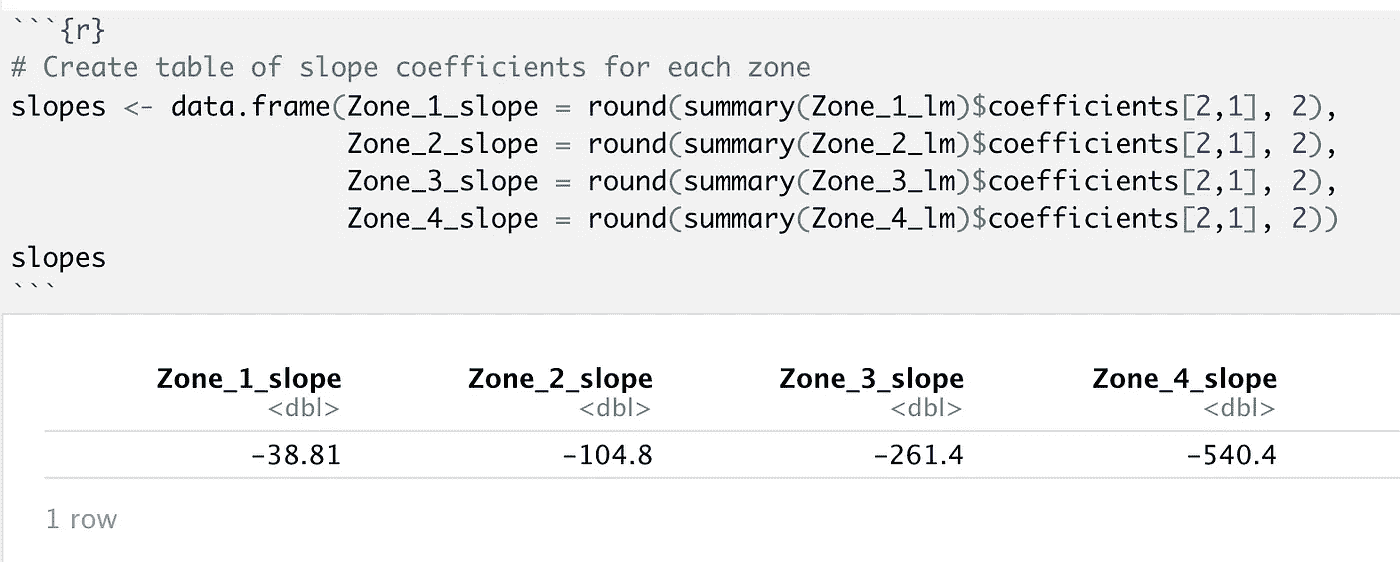 ```{r}
# Create table of slope coefficients for each zone
slopes <- data.frame(Zone_1_slope = round(summary(Zone_1_lm)$coefficients[2,1], 2),
                     Zone_2_slope = round(summary(Zone_2_lm)$coefficients[2,1], 2),
                     Zone_3_slope = round(summary(Zone_3_lm)$coefficients[2,1], 2),
                     Zone_4_slope = round(summary(Zone_4_lm)$coefficients[2,1], 2))
slopes
```
Zone_1_slope Zone_2_slope Zone_3_slope Zone_4_slope
<dbl> <dbl> <dbl> <dbl>
-38.81 -104.8 -261.4 -540.4
1 row